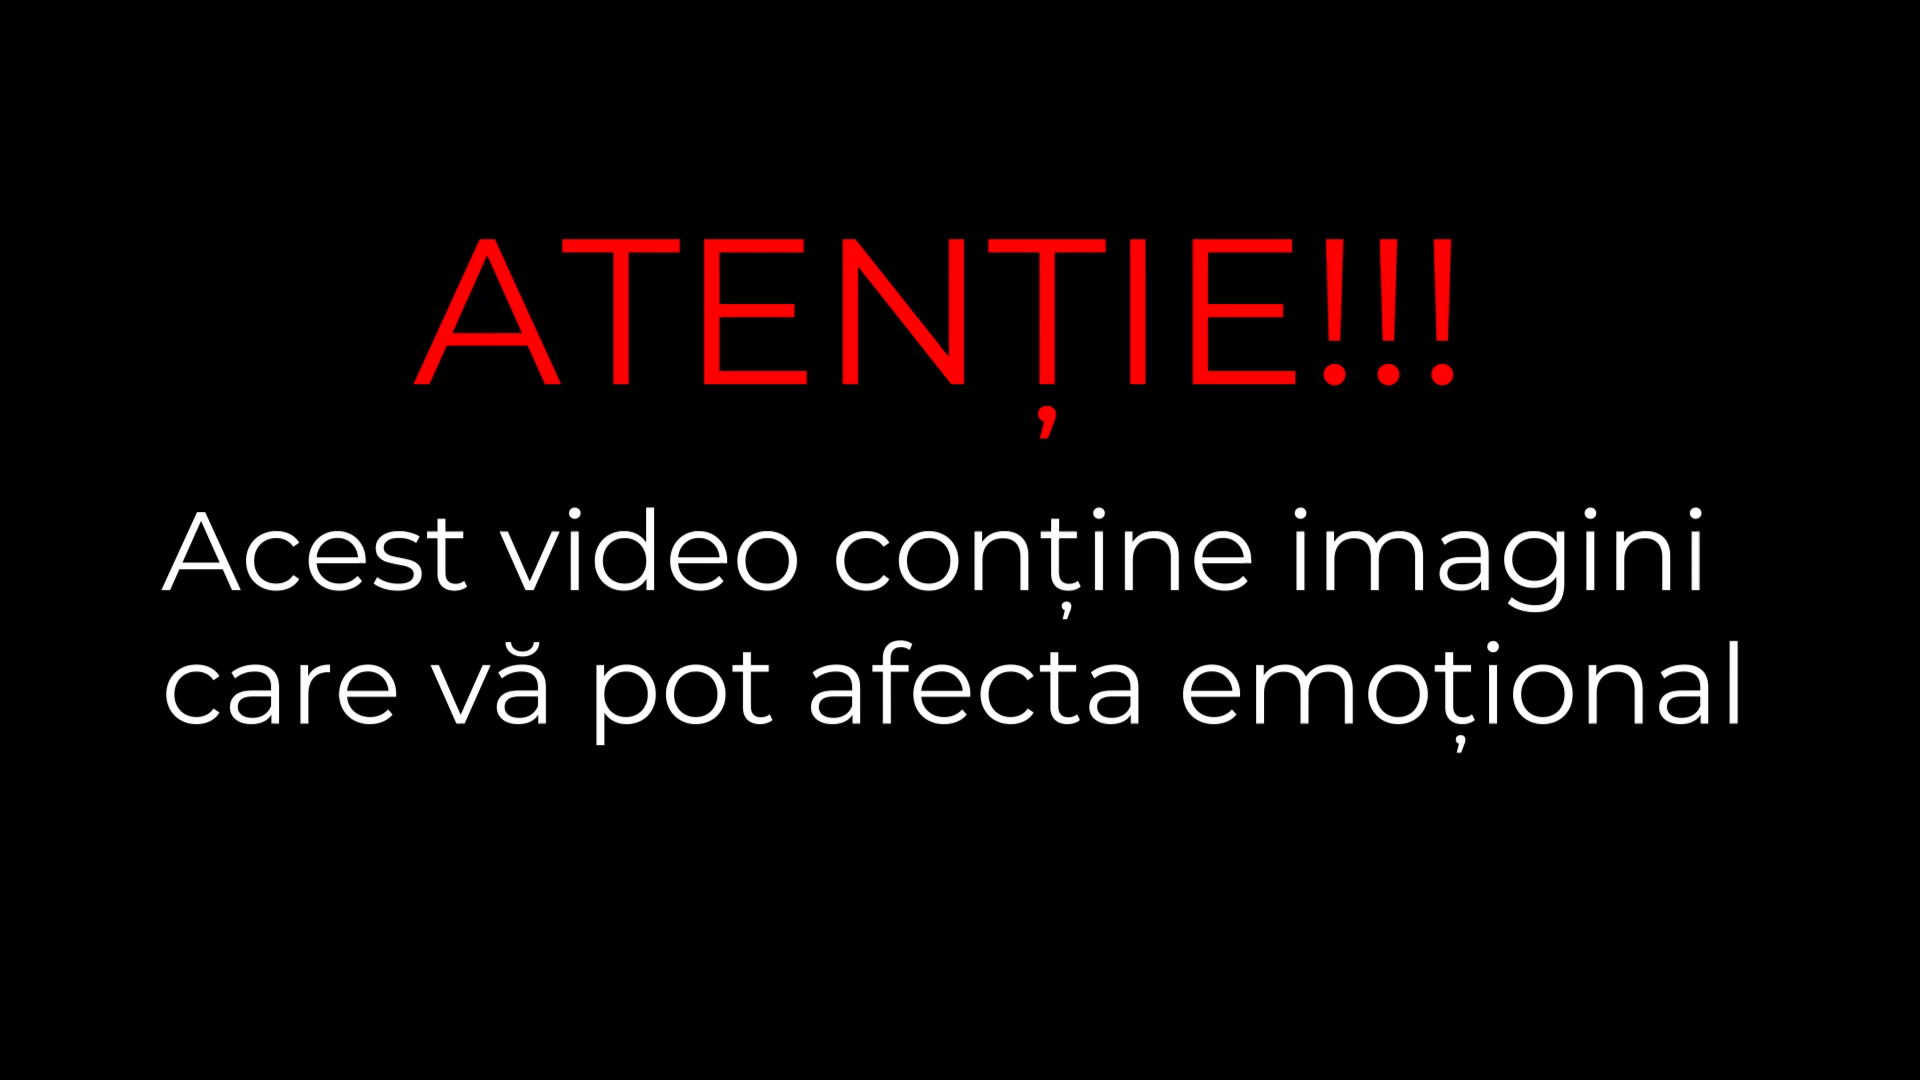 ATENȚIE!!!
Acest video conține imagini
care vă pot afecta emoțional